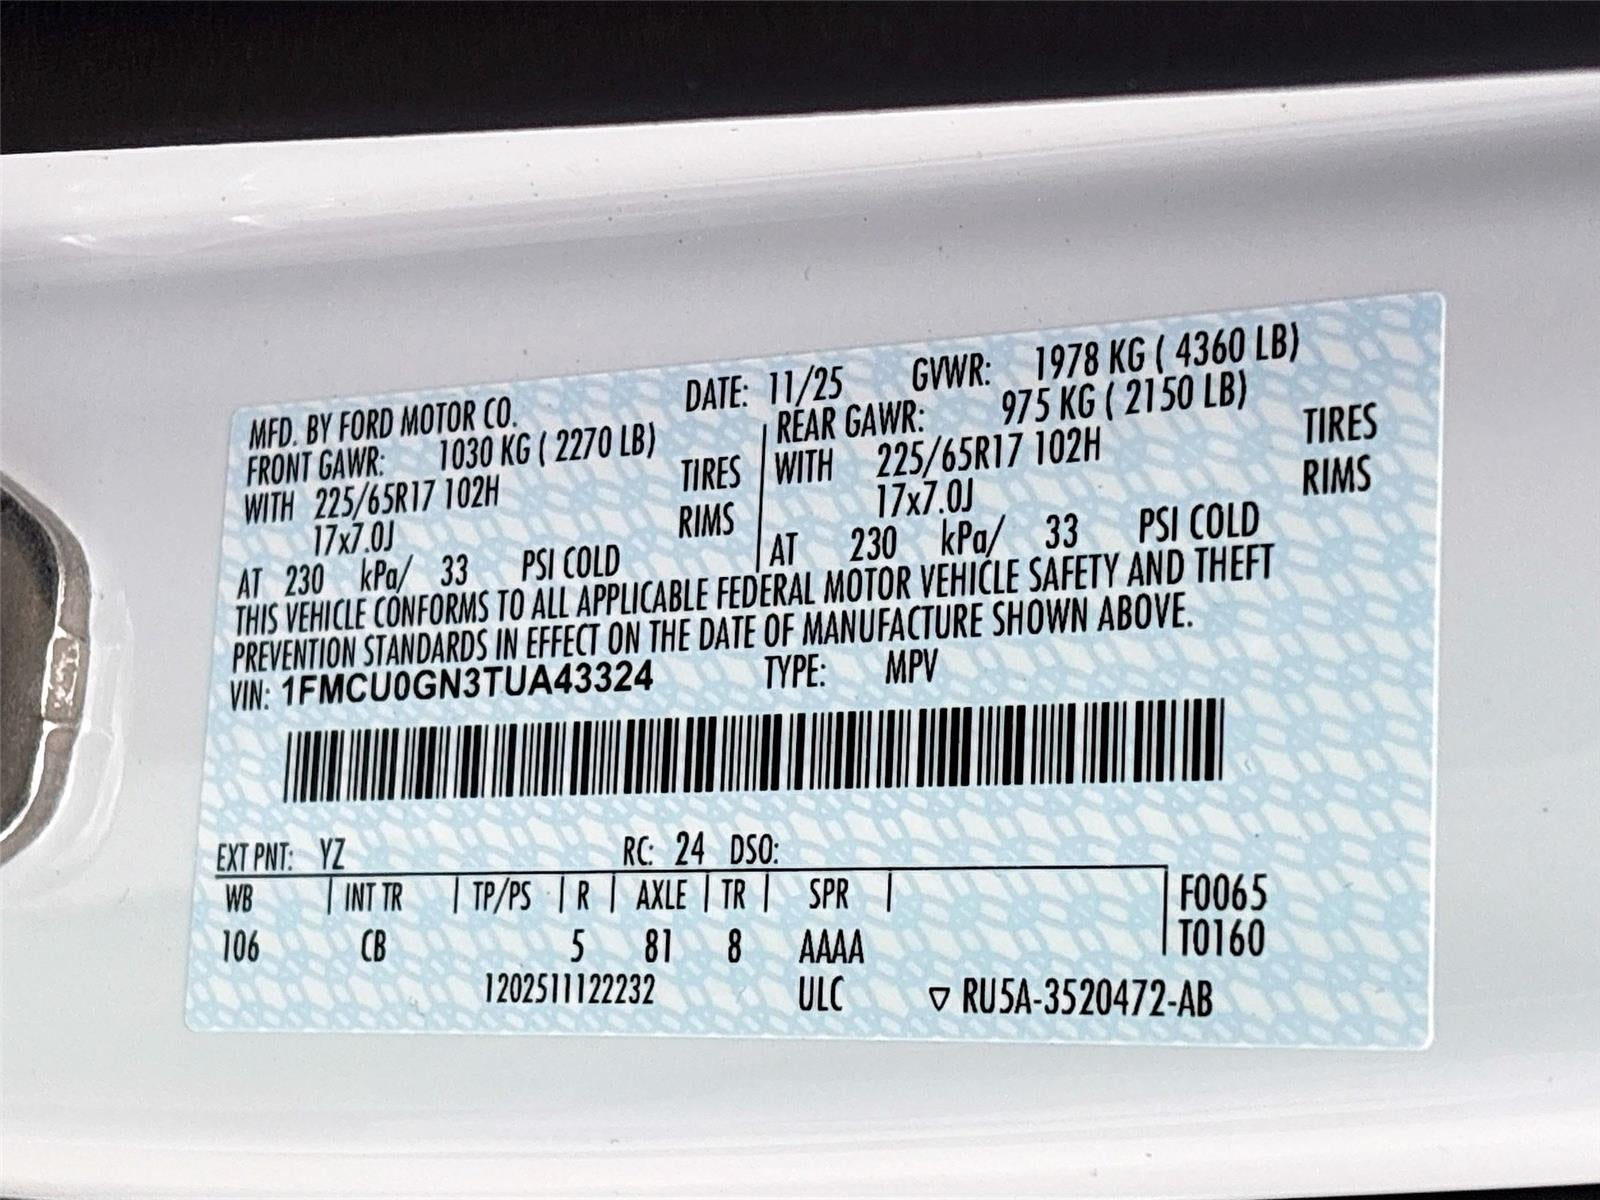 MFD. BY FORD MOTOR CO. DATE: 11/25 GVWR: 1978 KG ( 4360 LB)
FRONT GAWR: 1030 KG ( 2270 LB) REAR GAWR: 975 KG ( 2150 LB)
WITH 225/65R17 102H TIRES WITH 225/65R17 102H TIRES
17x7.0J RIMS 17x7.0J RIMS
AT 230 kPa/ 33 PSI COLD AT 230 kPa/ 33 PSI COLD
THIS VEHICLE CONFORMS TO ALL APPLICABLE FEDERAL MOTOR VEHICLE SAFETY AND THEFT
PREVENTION STANDARDS IN EFFECT ON THE DATE OF MANUFACTURE SHOWN ABOVE.
VIN: 1FMCU0GN3TUA43324 TYPE: MPV
EXT PNT: YZ RC: 24 DSO:
WB | INT TR | TP/PS | R | AXLE | TR | SPR | F0065
106 CB 5 81 8 AAAA T0160
1202511122232 ULC ▽ RU5A-3520472-AB